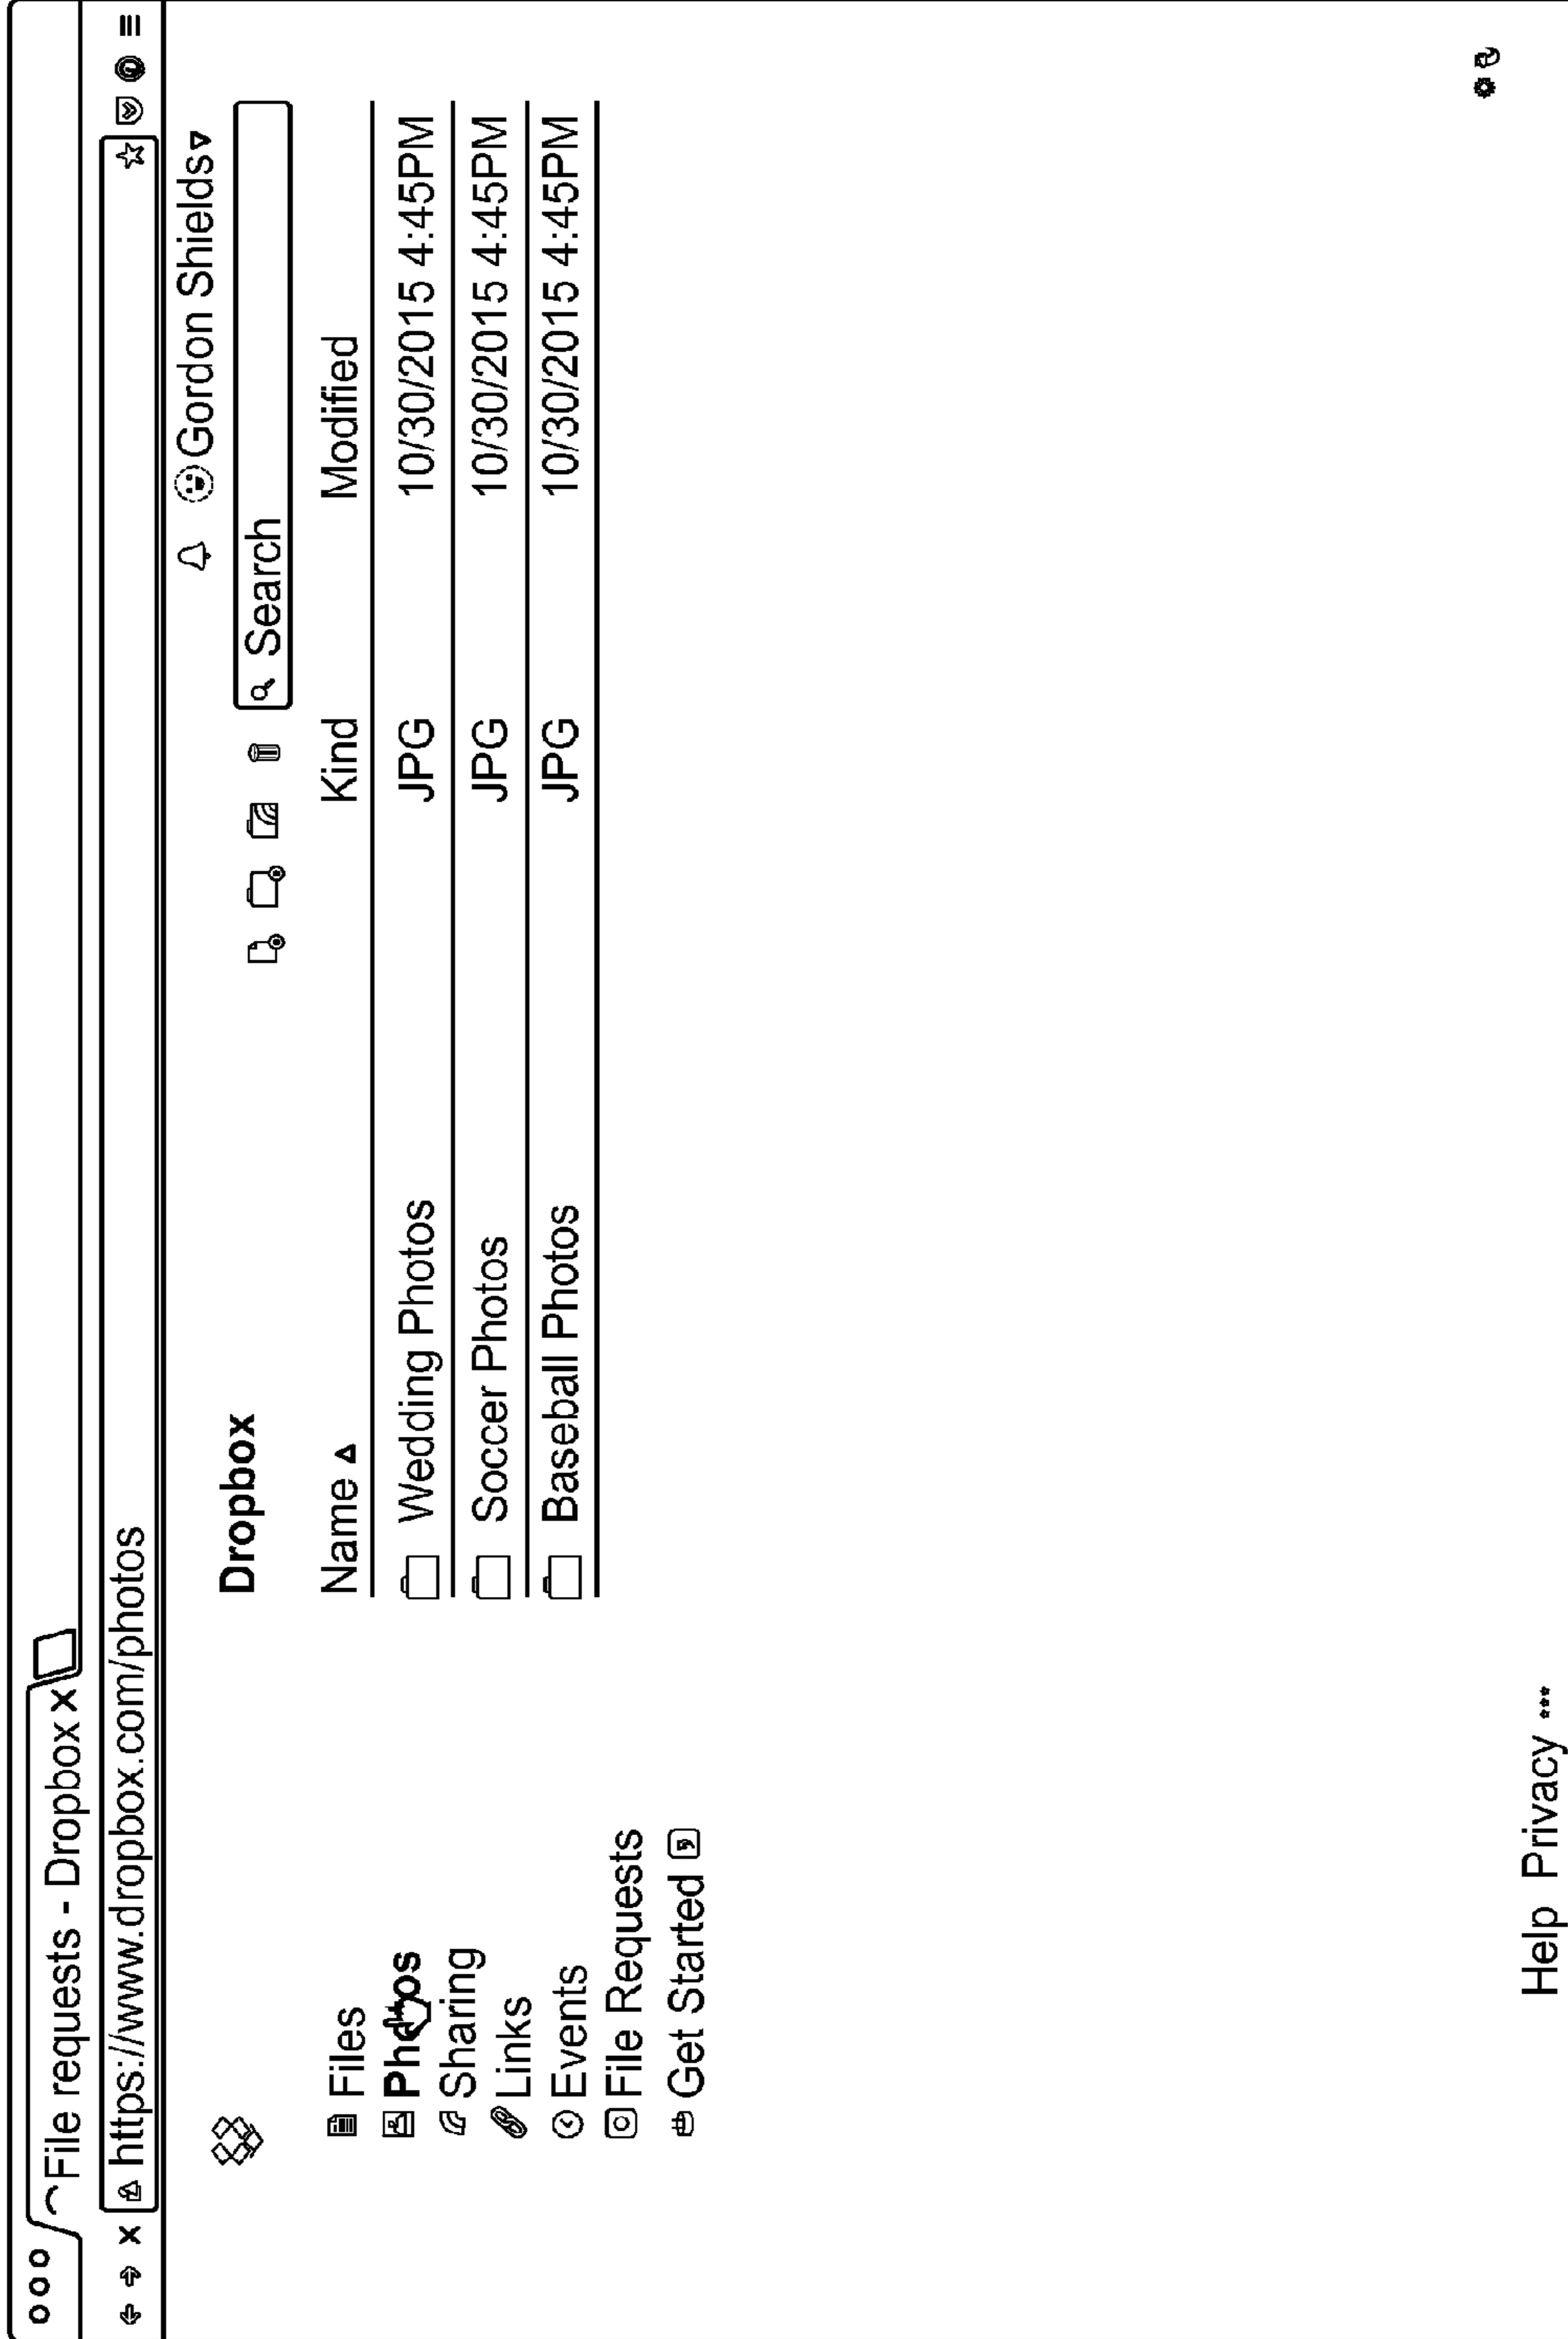 File requests - Dropbox x
https://www.dropbox.com/photos
Gordon Shields
Dropbox
Search
Name Kind Modified
Wedding Photos JPG 10/30/2015 4:45PM
Soccer Photos JPG 10/30/2015 4:45PM
Baseball Photos JPG 10/30/2015 4:45PM
Files
Photos
Sharing
Links
Events
File Requests
Get Started
Help Privacy